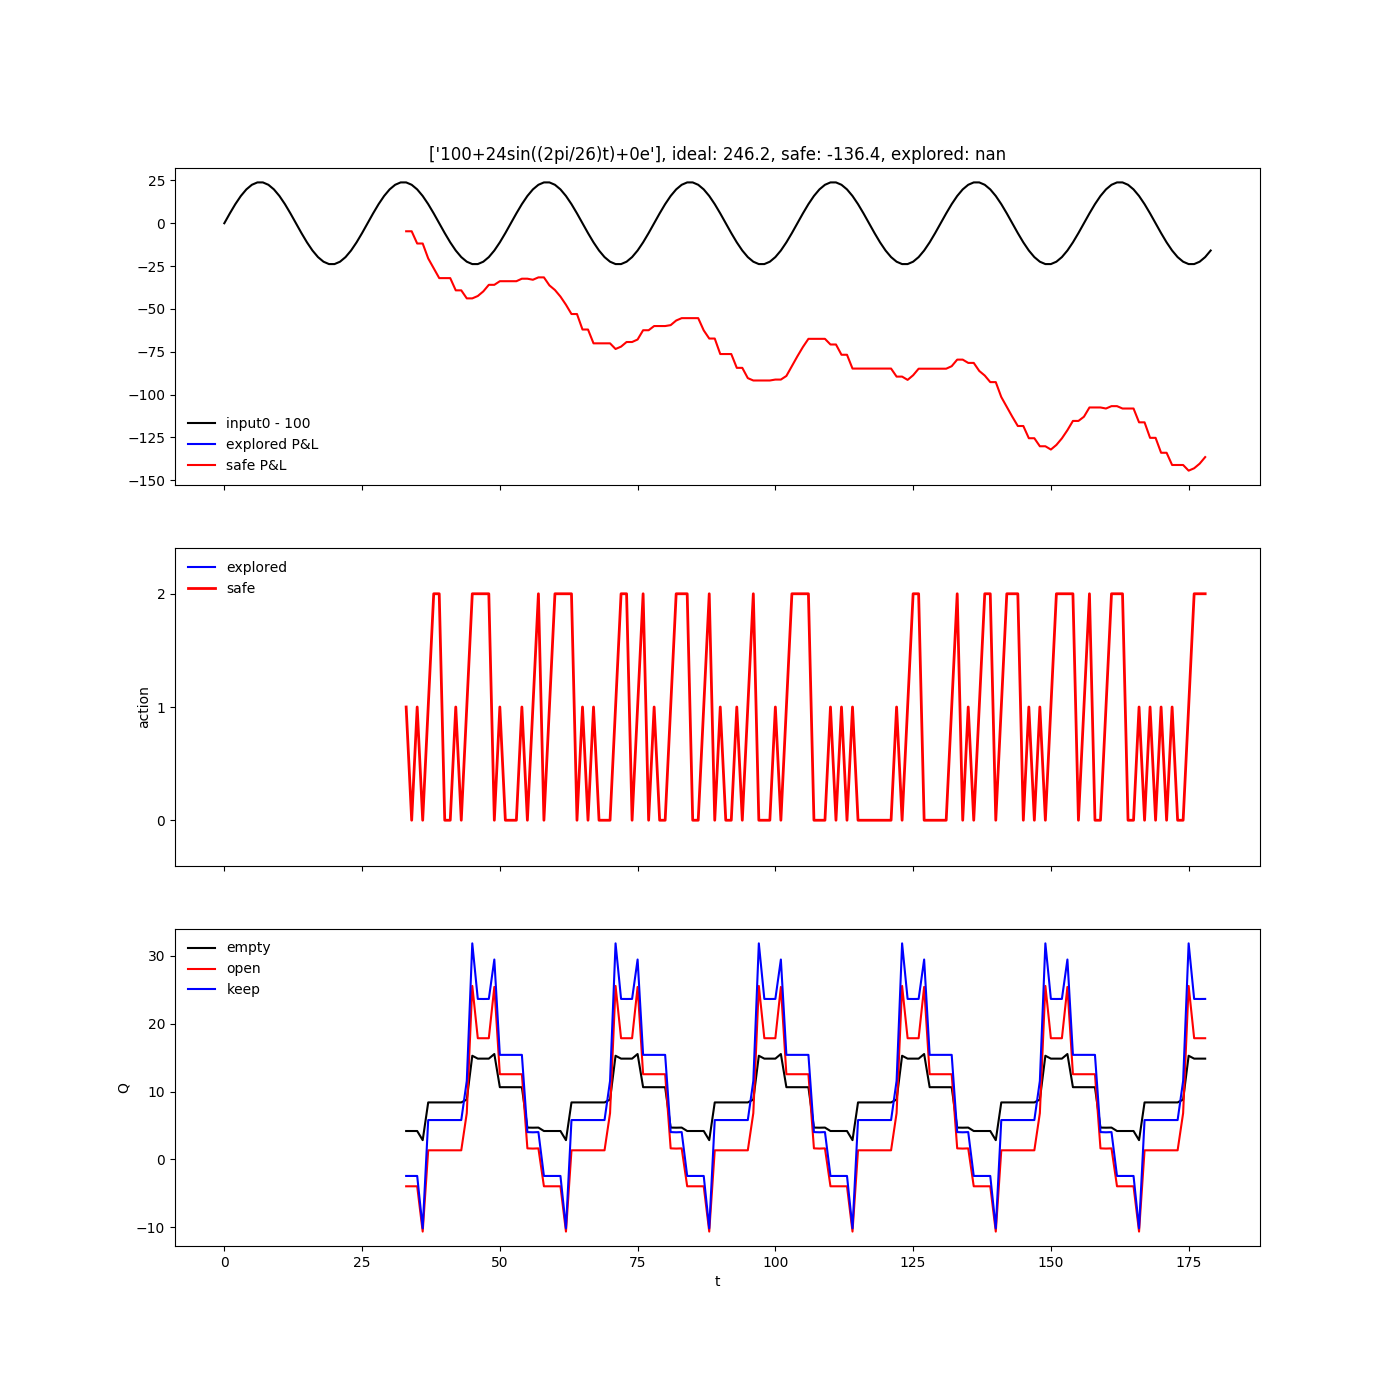 ['100+24sin((2pi/26)t)+0e'], ideal: 246.2, safe: -136.4, explored: nan
25
0
−25
−50
−75
−100
−125
−150
input0 - 100
explored P&L
safe P&L
explored
safe
2
1
0
action
empty
open
keep
30
20
10
0
−10
Q
0 25 50 75 100 125 150 175
t